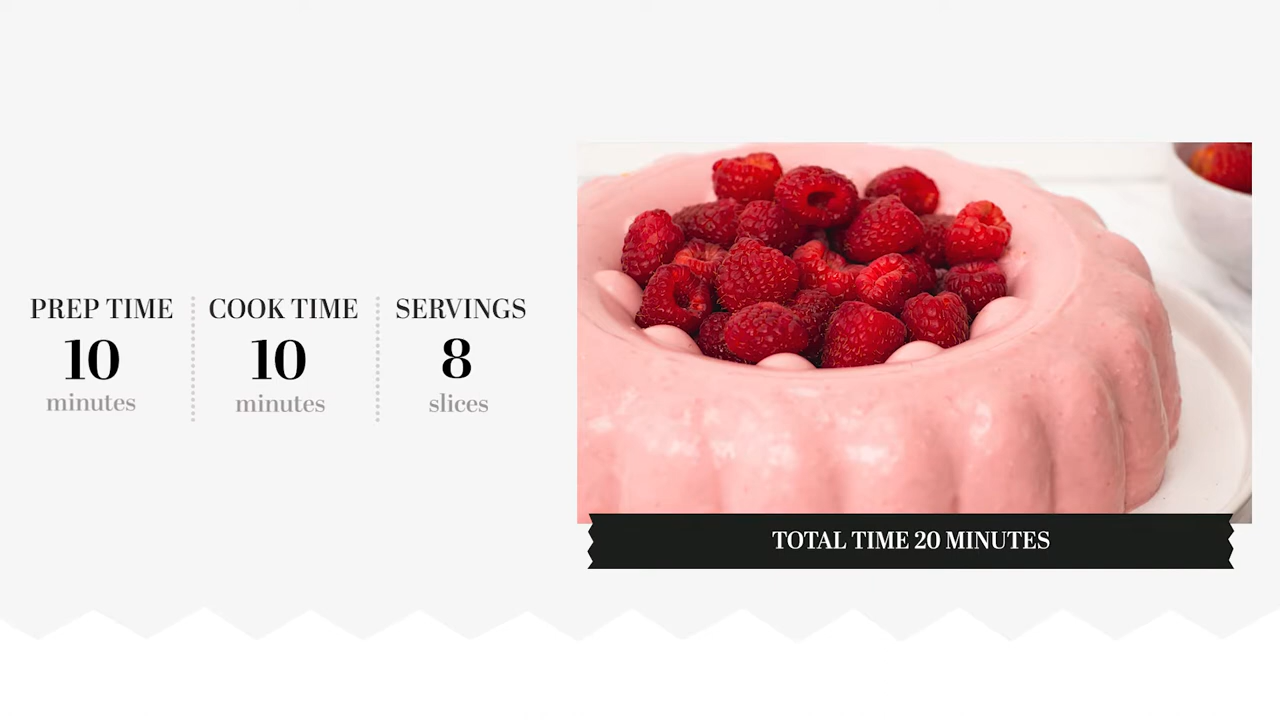 PREP TIME
10
minutes
COOK TIME
10
minutes
SERVINGS
8
slices
TOTAL TIME 20 MINUTES